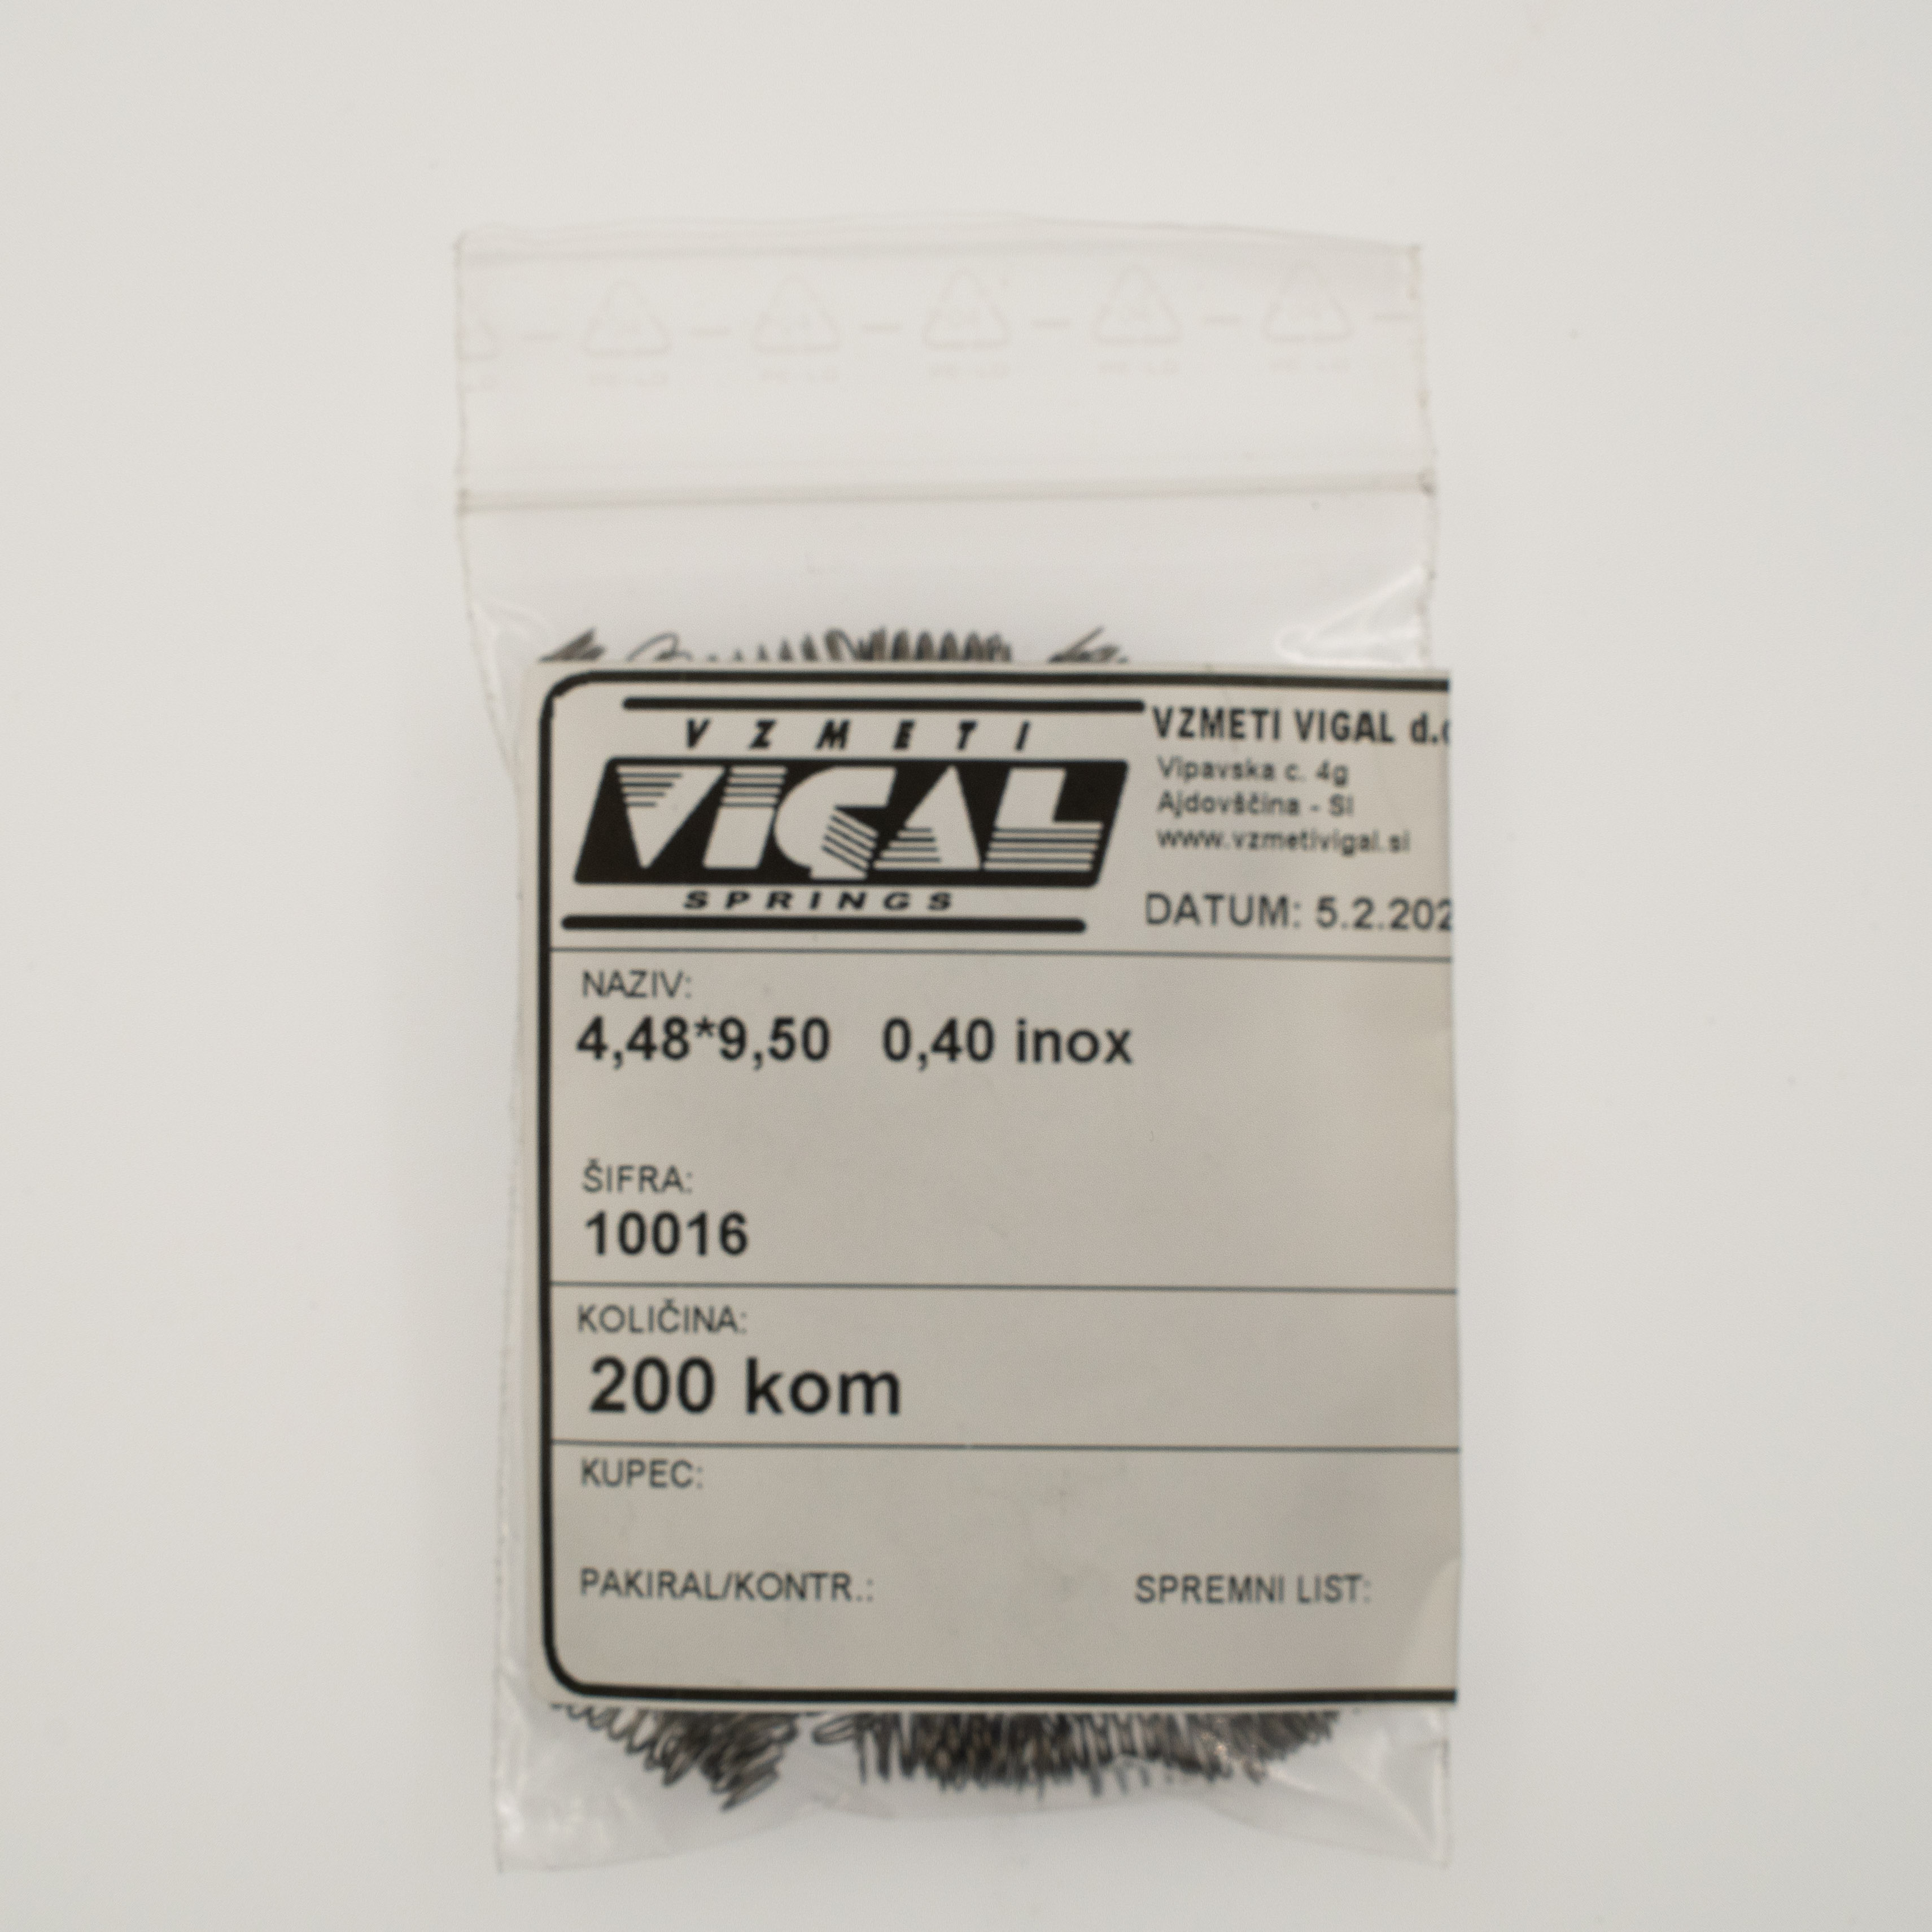 VZMETI
VIGAL
SPRINGS
VZMETI VIGAL
Vipavska c. 4g
Ajdovščina - SI
www.vzmetivigal.si
DATUM: 5.2.202
NAZIV:
4,48*9,50 0,40 inox
ŠIFRA:
10016
KOLIČINA:
200 kom
KUPEC:
PAKIRAL/KONTR.:
SPREMNI LIST: